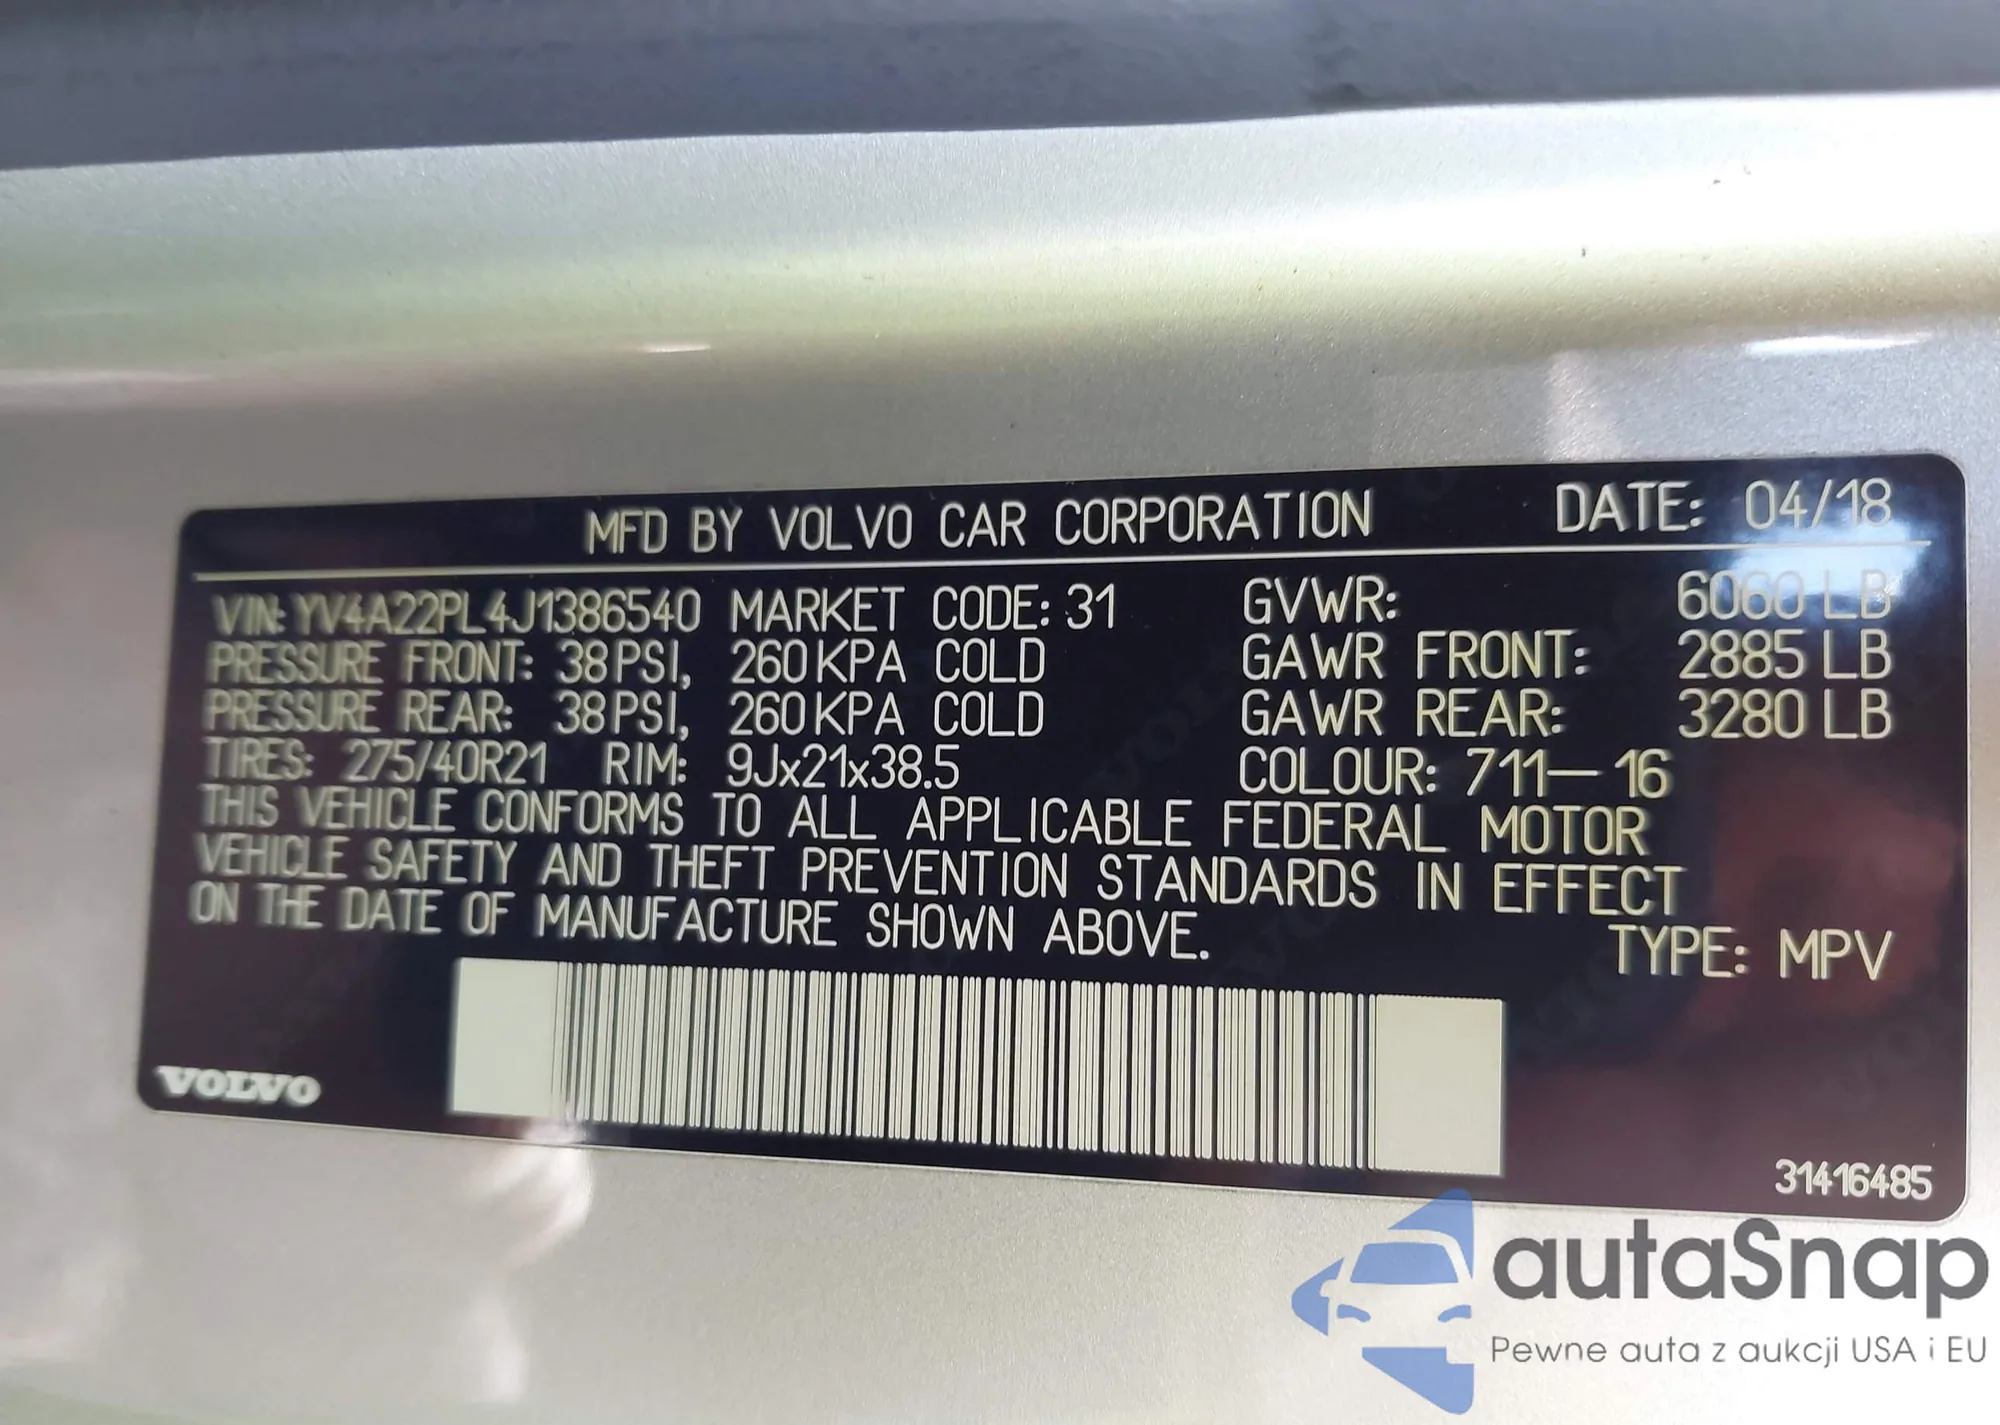 MFD BY VOLVO CAR CORPORATION DATE: 04/18
VIN: YV4A22PL4J1386540 MARKET CODE: 31 GVWR: 6060 LB
PRESSURE FRONT: 38 PSI, 260 KPA COLD GAWR FRONT: 2885 LB
PRESSURE REAR: 38 PSI, 260 KPA COLD GAWR REAR: 3280 LB
TIRES: 275/40R21 RIM: 9Jx21x38.5 COLOUR: 711-16
THIS VEHICLE CONFORMS TO ALL APPLICABLE FEDERAL MOTOR
VEHICLE SAFETY AND THEFT PREVENTION STANDARDS IN EFFECT
ON THE DATE OF MANUFACTURE SHOWN ABOVE.
TYPE: MPV
VOLVO
31416485
autaSnap
Pewne auta z aukcji USA i EU